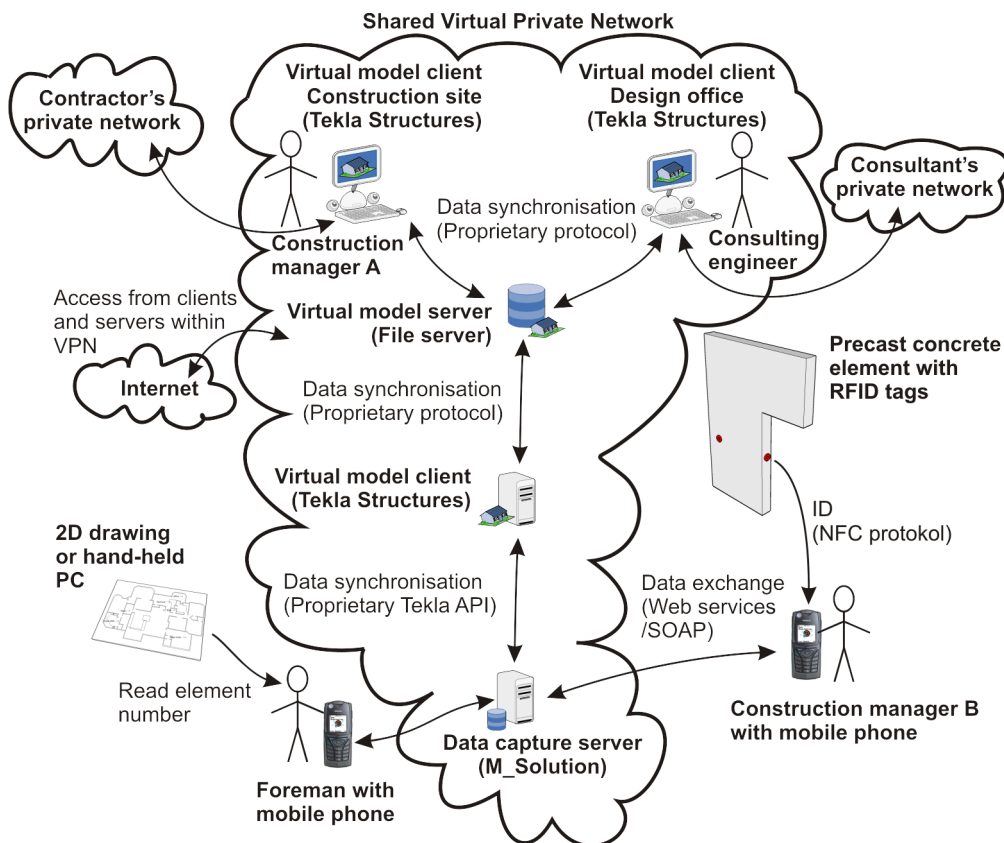 Shared Virtual Private Network
Contractor's
private network
Virtual model client
Construction site
(Tekla Structures)
Virtual model client
Design office
(Tekla Structures)
Consultant's
private network
Data synchronisation
(Proprietary protocol)
Construction
manager A
Consulting
engineer
Access from clients
and servers within
VPN
Internet
Virtual model server
(File server)
Precast concrete
element with
RFID tags
Data synchronisation
(Proprietary protocol)
Virtual model client
(Tekla Structures)
ID
(NFC protokol)
2D drawing
or hand-held
PC
Data synchronisation
(Proprietary Tekla API)
Data exchange
(Web services
/SOAP)
Read element
number
Construction manager B
with mobile phone
Data capture server
(M_Solution)
Foreman with
mobile phone